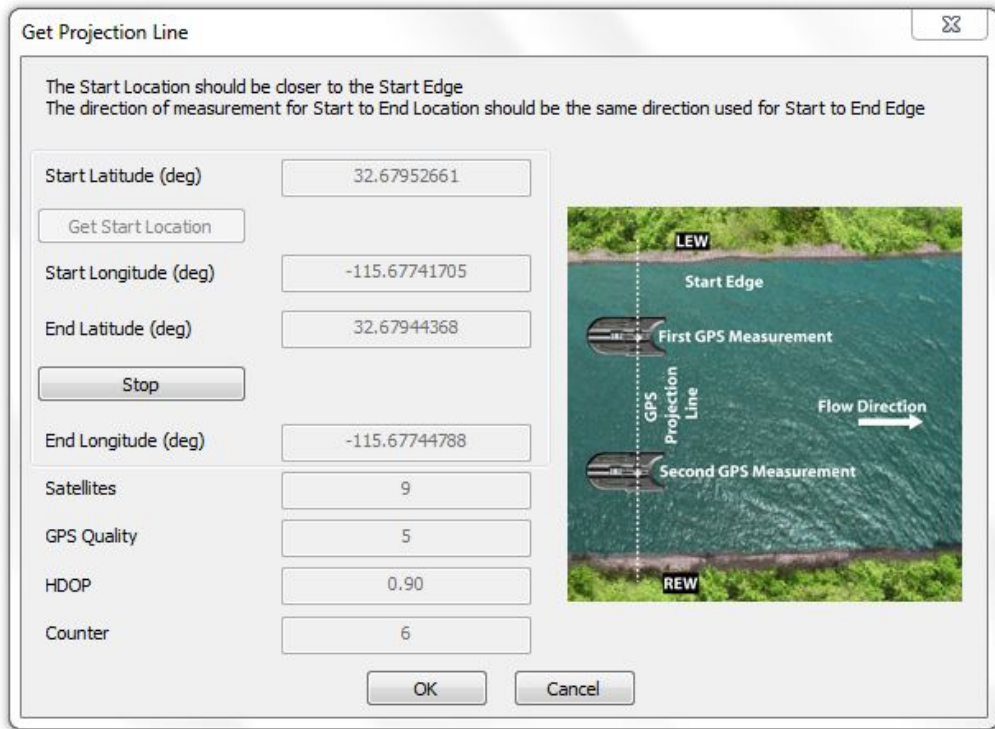 Get Projection Line
The Start Location should be closer to the Start Edge
The direction of measurement for Start to End Location should be the same direction used for Start to End Edge
Start Latitude (deg) 32.67952661
Get Start Location
Start Longitude (deg) -115.67741705
End Latitude (deg) 32.67944368
Stop
End Longitude (deg) -115.67744788
Satellites 9
GPS Quality 5
HDOP 0.90
Counter 6
LEW
Start Edge
First GPS Measurement
GPS
Projection
Line
Flow Direction
Second GPS Measurement
REW
OK Cancel